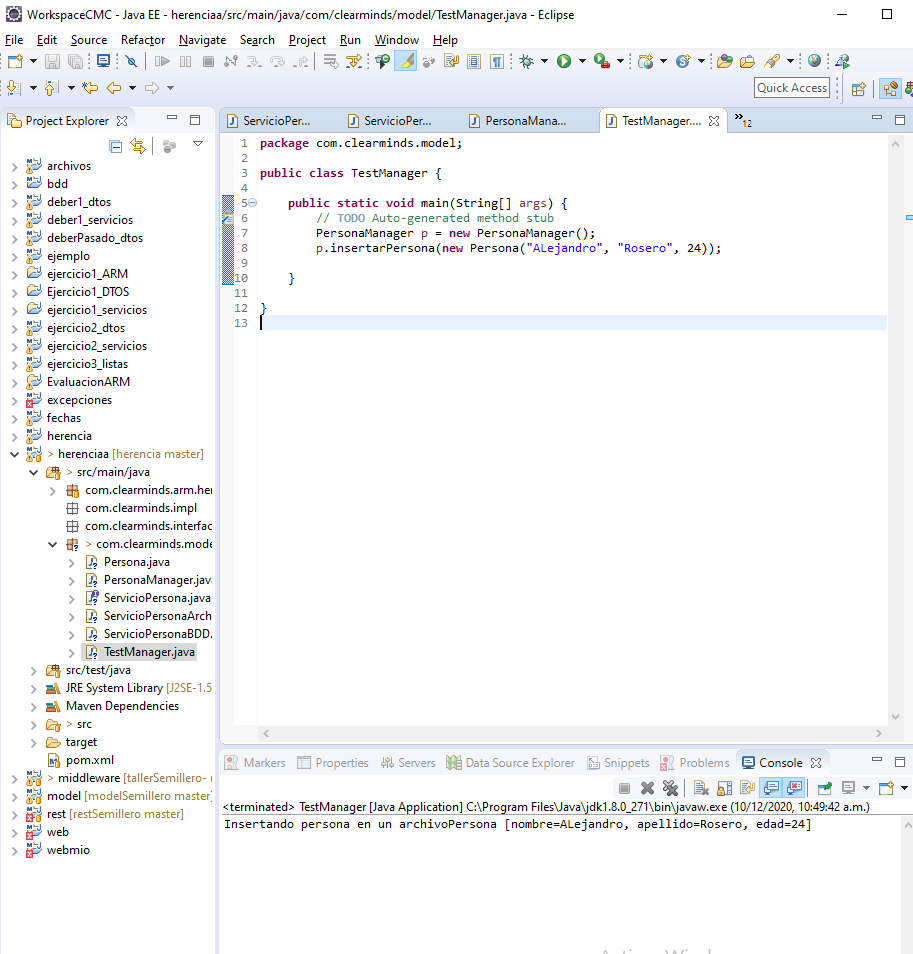 WorkspaceCMC - Java EE - herenciaa/src/main/java/com/clearminds/model/TestManager.java - Eclipse
File Edit Source Refactor Navigate Search Project Run Window Help
Quick Access
Project Explorer
archivos
bdd
deber1_dtos
deber1_servicios
deberPasado_dtos
ejemplo
ejercicio1_ARM
Ejercicio1_DTOS
ejercicio1_servicios
ejercicio2_dtos
ejercicio2_servicios
ejercicio3_listas
EvaluacionARM
excepciones
fechas
herencia
> herenciaa [herencia master]
> src/main/java
com.clearminds.arm.her
com.clearminds.impl
com.clearminds.interfac
> com.clearminds.mode
Persona.java
PersonaManager.jav
ServicioPersona.java
ServicioPersonaArch
ServicioPersonaBDD.
TestManager.java
src/test/java
JRE System Library [J2SE-1.5
Maven Dependencies
> src
target
pom.xml
> middleware [tallerSemillero-
model [modelSemillero master]
rest [restSemillero master]
web
webmio
ServicioPer... ServicioPer... PersonaMana... TestManager.... »12
1 package com.clearminds.model;
2
3 public class TestManager {
4
5 public static void main(String[] args) {
6 // TODO Auto-generated method stub
7 PersonaManager p = new PersonaManager();
8 p.insertarPersona(new Persona("ALejandro", "Rosero", 24));
9
10 }
11
12 }
13
Markers Properties Servers Data Source Explorer Snippets Problems Console
<terminated> TestManager [Java Application] C:\Program Files\Java\jdk1.8.0_271\bin\javaw.exe (10/12/2020, 10:49:42 a.m.)
Insertando persona en un archivoPersona [nombre=ALejandro, apellido=Rosero, edad=24]